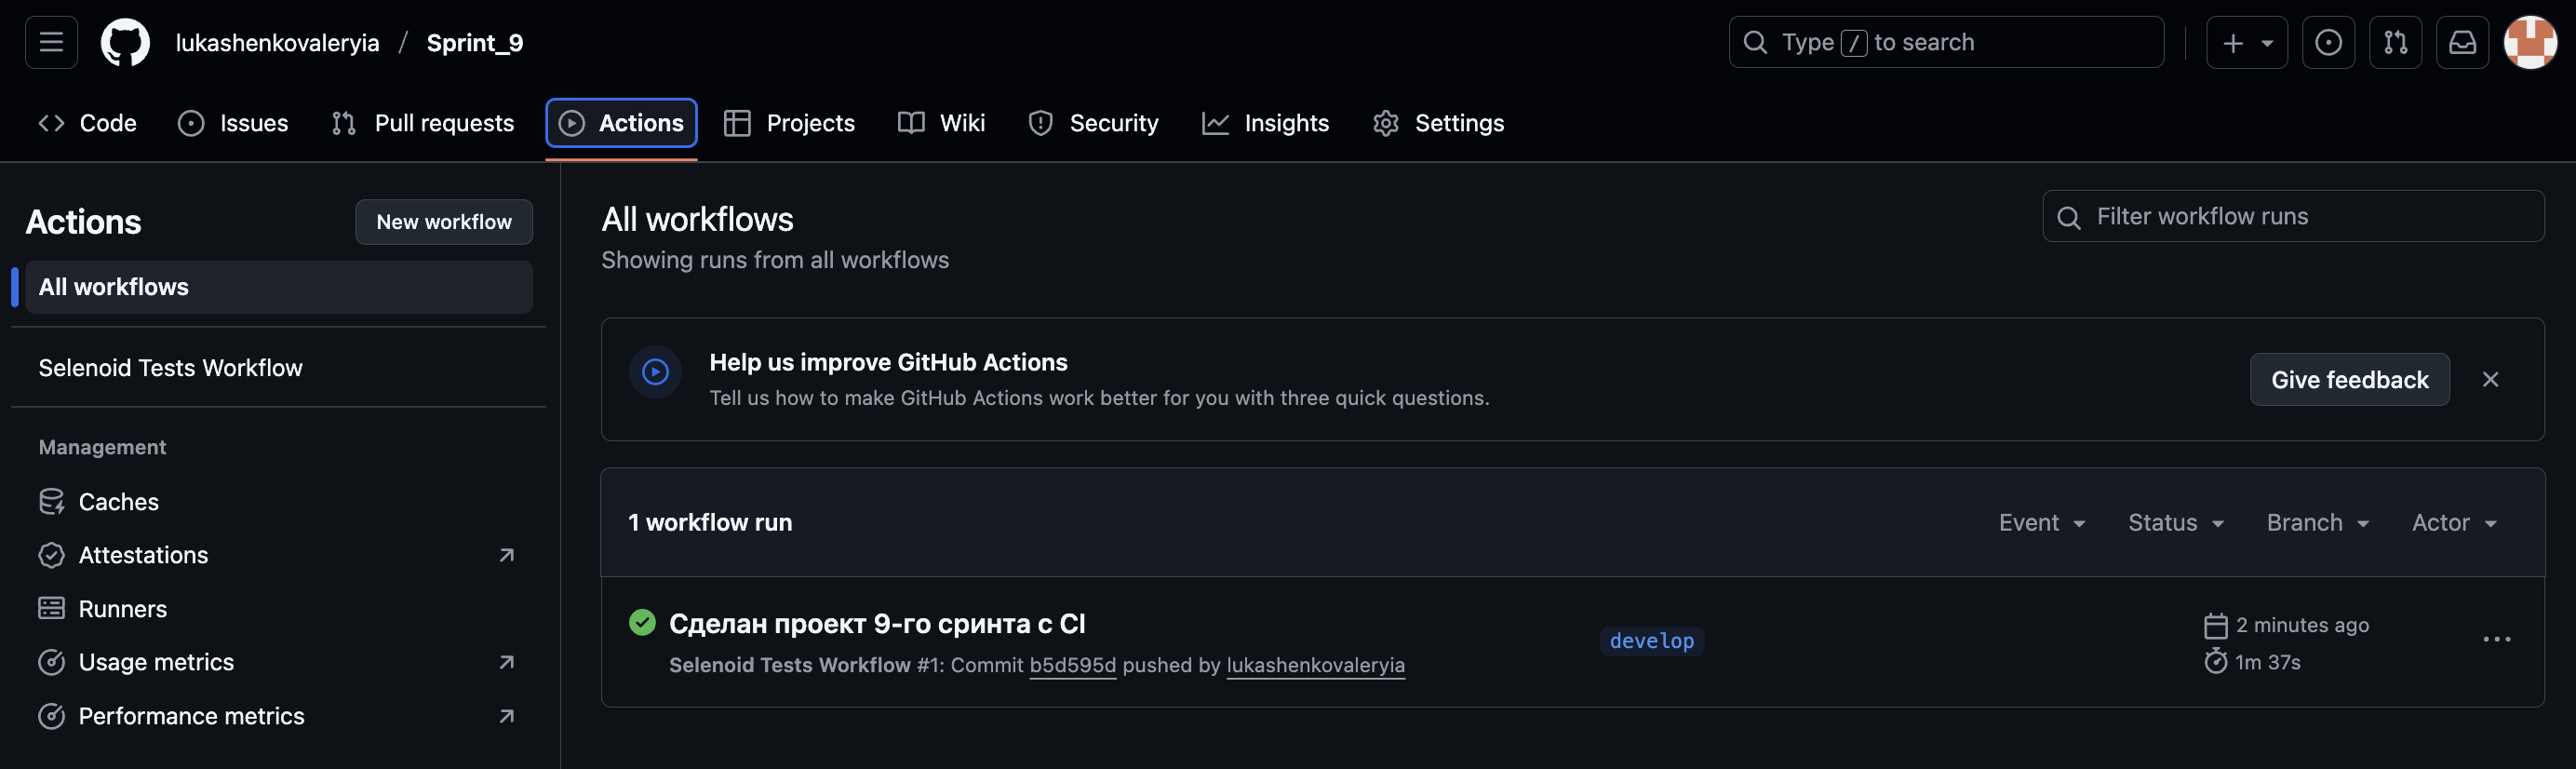 lukashenkovaleryia / Sprint_9
Type / to search
Code
Issues
Pull requests
Actions
Projects
Wiki
Security
Insights
Settings
Actions
New workflow
All workflows
Selenoid Tests Workflow
Management
Caches
Attestations
Runners
Usage metrics
Performance metrics
All workflows
Showing runs from all workflows
Filter workflow runs
Help us improve GitHub Actions
Tell us how to make GitHub Actions work better for you with three quick questions.
Give feedback
1 workflow run
Event
Status
Branch
Actor
Сделан проект 9-го сринта с CI
Selenoid Tests Workflow #1: Commit b5d595d pushed by lukashenkovaleryia
develop
2 minutes ago
1m 37s